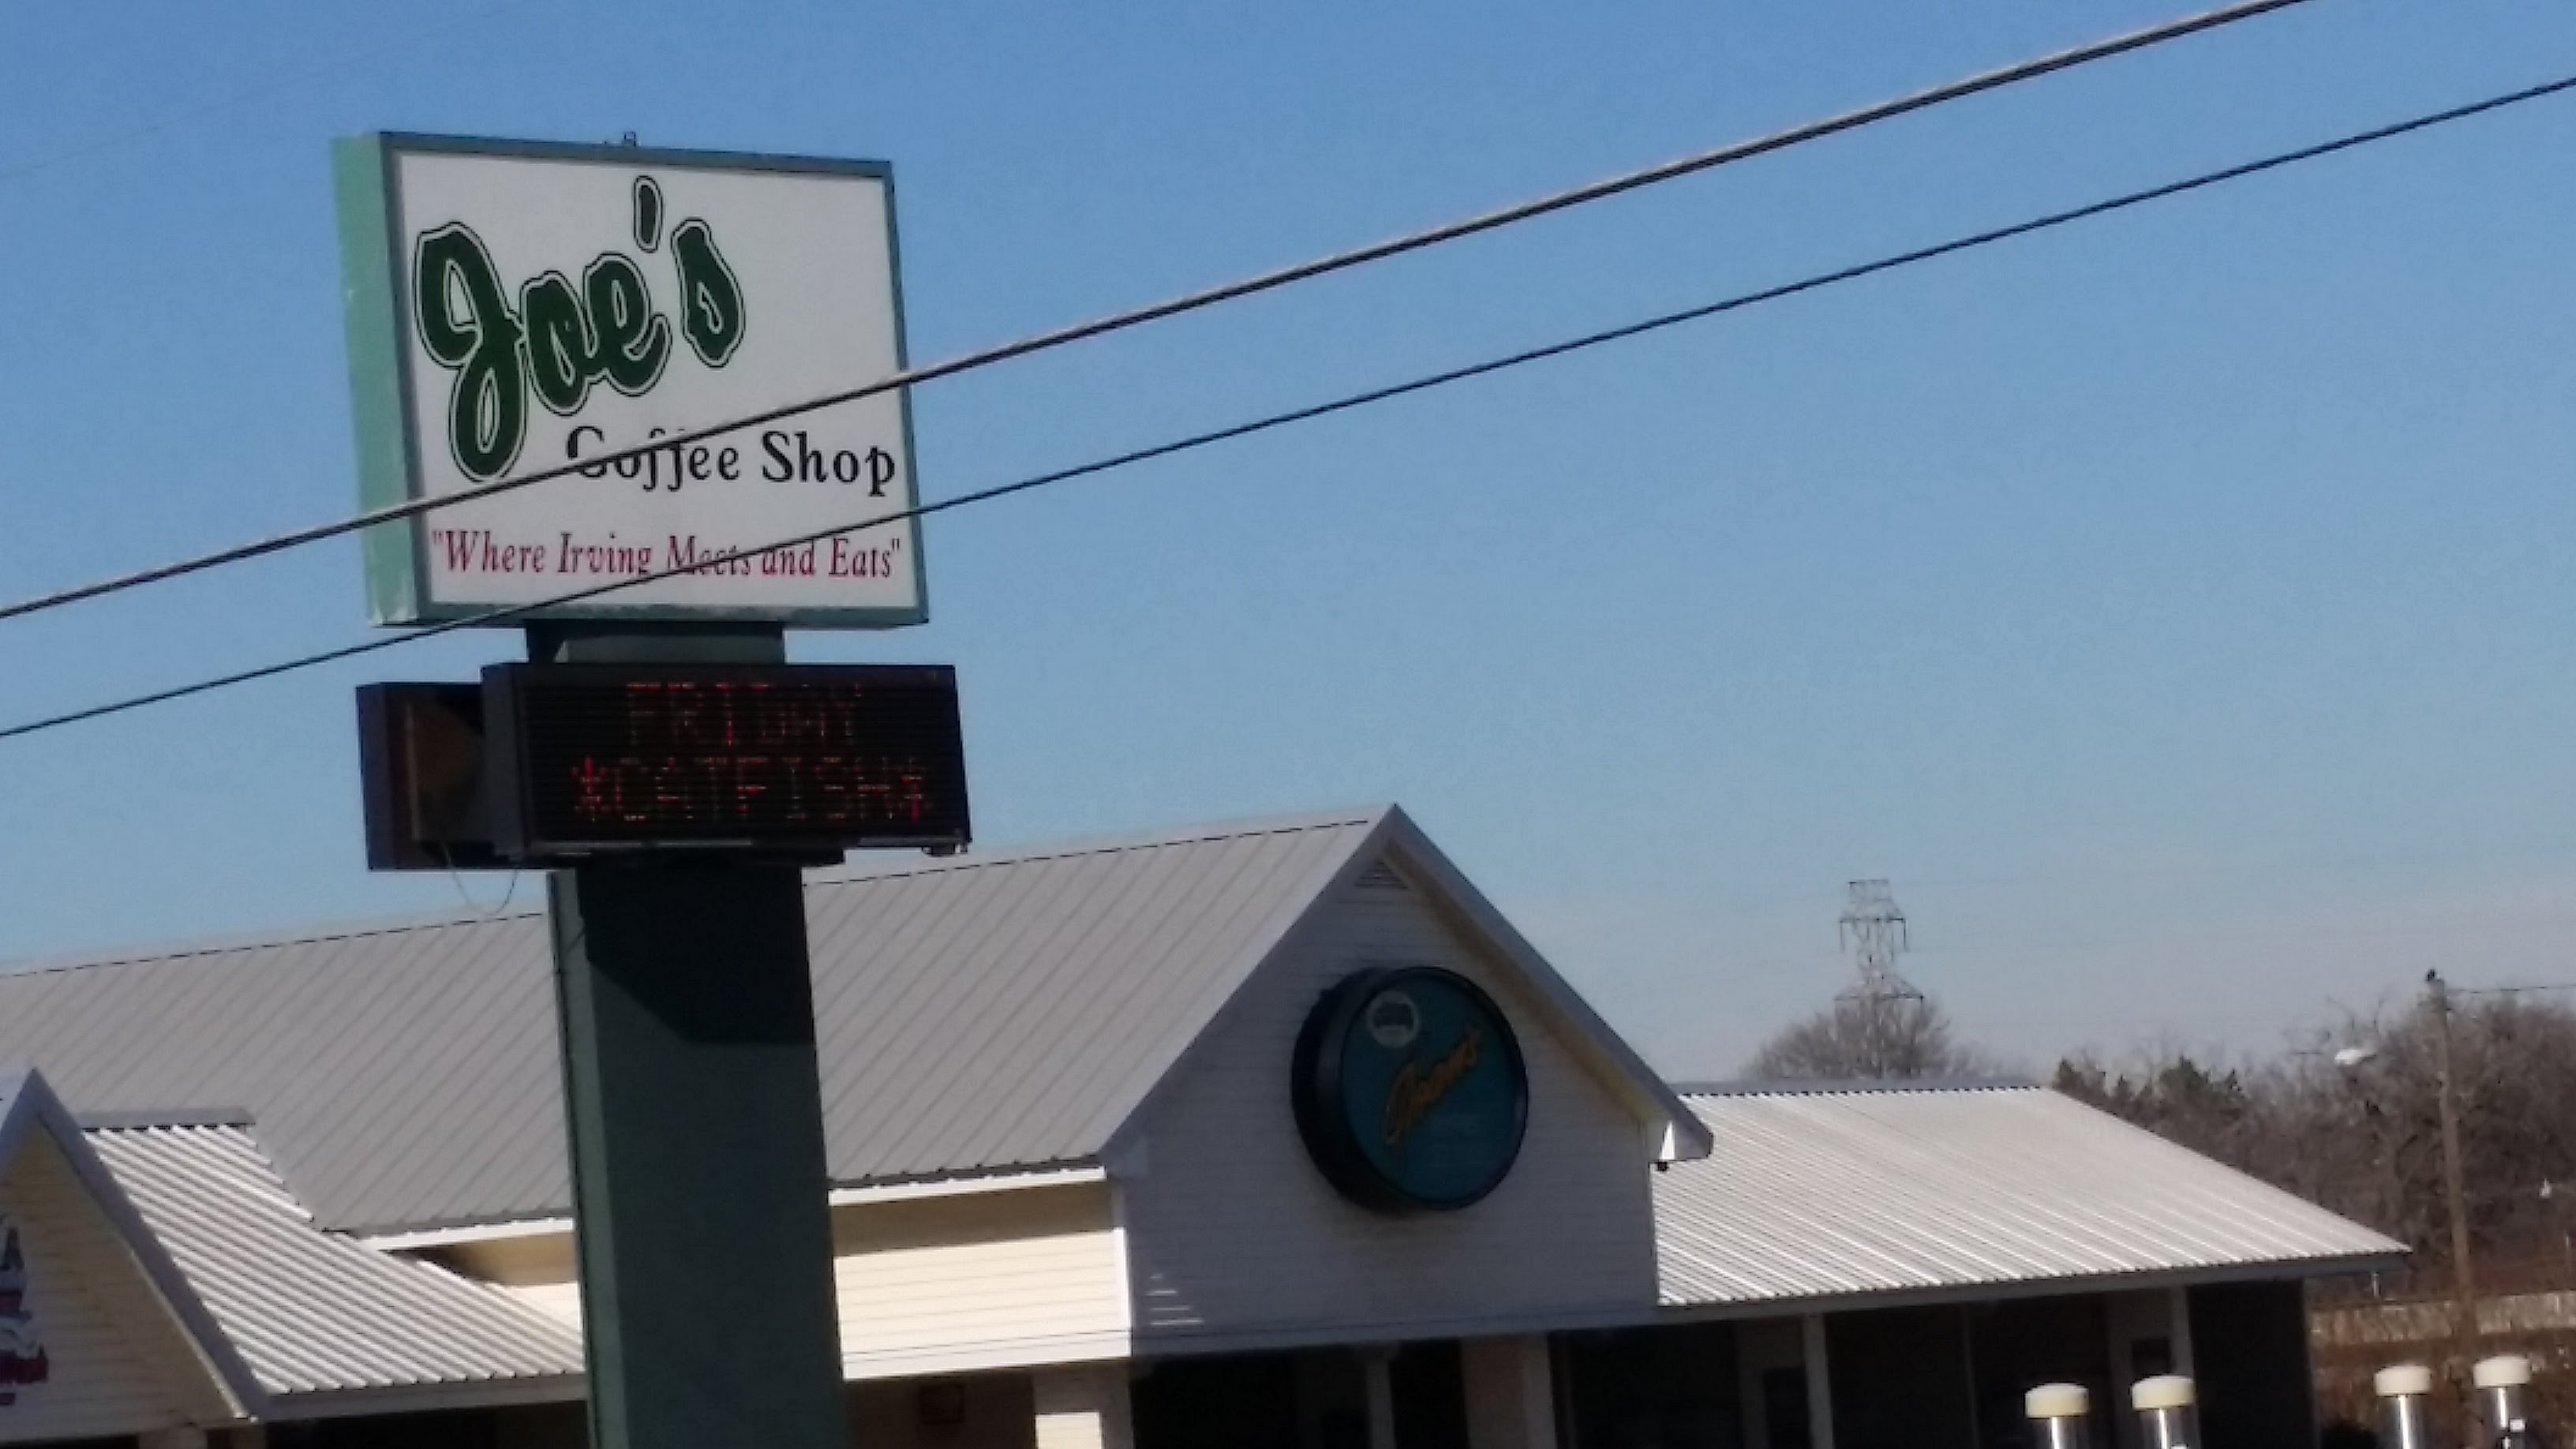 Joe's
Coffee Shop
"Where Irving Meets and Eats"
FRIDAY
*CATFISH*